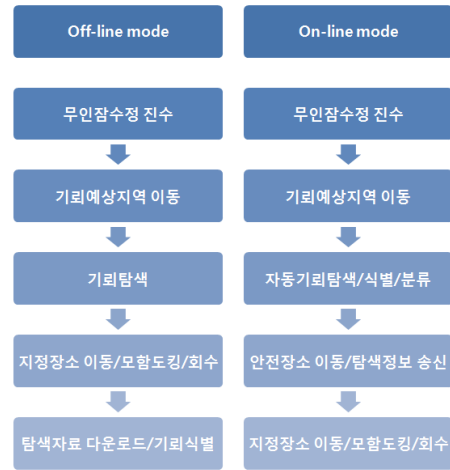 Off-line mode
On-line mode
무인잠수정 진수
무인잠수정 진수
기뢰예상지역 이동
기뢰예상지역 이동
기뢰탐색
자동기뢰탐색/식별/분류
지정장소 이동/모함도킹/회수
안전장소 이동/탐색정보 송신
탐색자료 다운로드/기뢰식별
지정장소 이동/모함도킹/회수